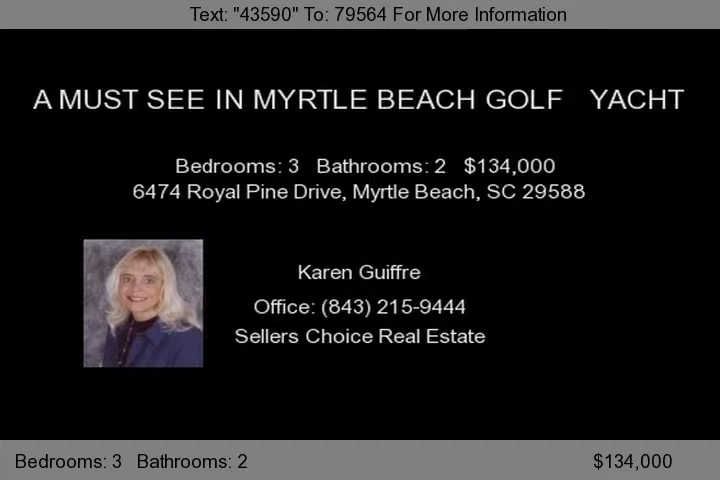 Text: "43590" To: 79564 For More Information
A MUST SEE IN MYRTLE BEACH GOLF   YACHT
Bedrooms: 3   Bathrooms: 2   $134,000
6474 Royal Pine Drive, Myrtle Beach, SC 29588
Karen Guiffre
Office: (843) 215-9444
Sellers Choice Real Estate
Bedrooms: 3   Bathrooms: 2   $134,000